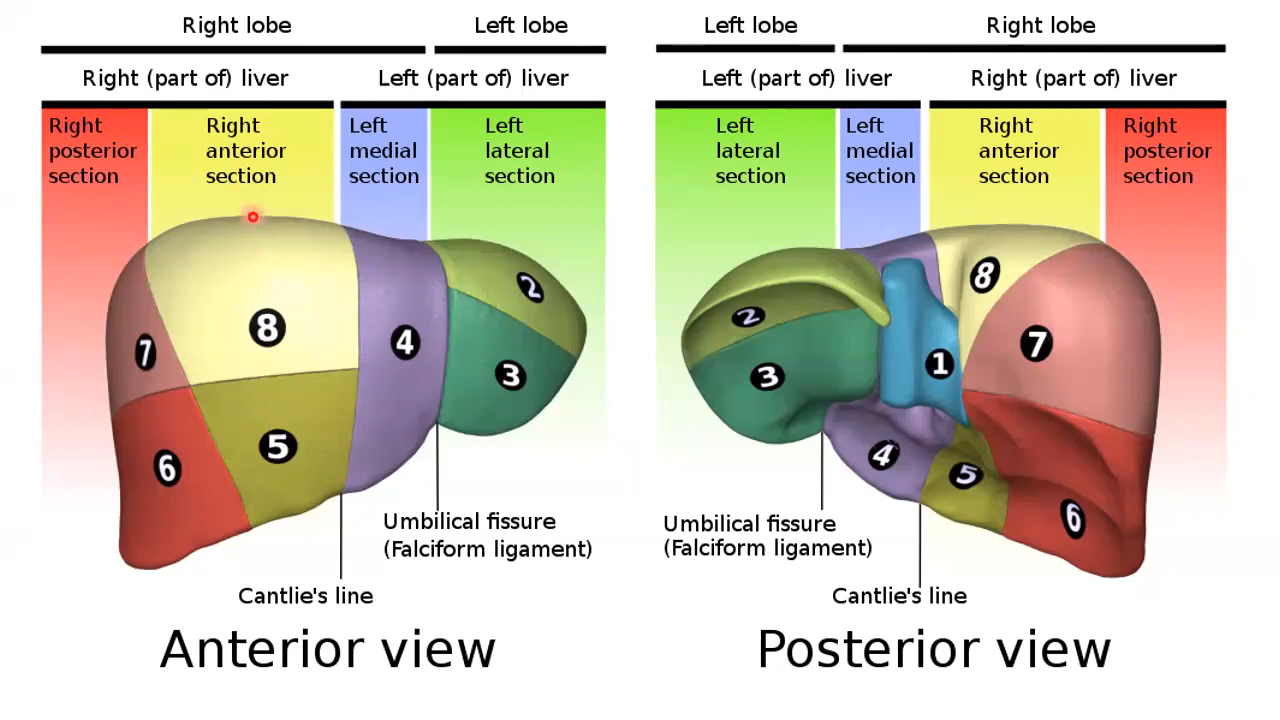 Right lobe
Left lobe
Right (part of) liver
Left (part of) liver
Right
posterior
section
Right
anterior
section
Left
medial
section
Left
lateral
section
7
8
4
2
3
6
5
Umbilical fissure
(Falciform ligament)
Cantlie's line
Anterior view
Left lobe
Right lobe
Left (part of) liver
Right (part of) liver
Left
lateral
section
Left
medial
section
Right
anterior
section
Right
posterior
section
2
3
1
8
7
4
5
6
Umbilical fissure
(Falciform ligament)
Cantlie's line
Posterior view